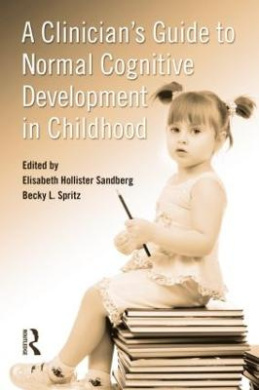 A Clinician's Guide to
Normal Cognitive
Development
in Childhood
Edited by
Elisabeth Hollister Sandberg
Becky L. Spritz
R
ROUTLEDGE